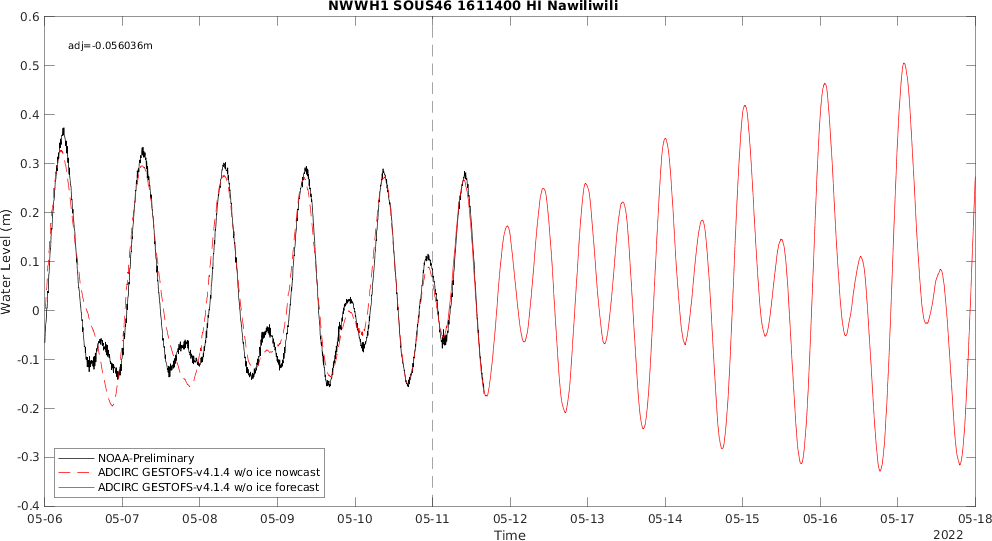 NWWH1 SOUS46 1611400 HI Nawiliwili
adj=-0.056036m
0.6
0.5
0.4
0.3
0.2
0.1
0
-0.1
-0.2
-0.3
-0.4
Water Level (m)
NOAA-Preliminary
ADCIRC GESTOFS-v4.1.4 w/o ice nowcast
ADCIRC GESTOFS-v4.1.4 w/o ice forecast
05-06 05-07 05-08 05-09 05-10 05-11 05-12 05-13 05-14 05-15 05-16 05-17 05-18
Time
2022